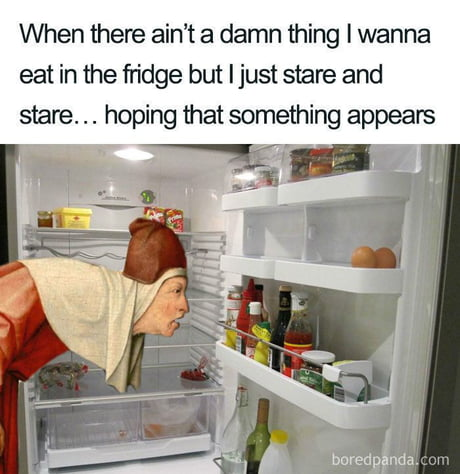 When there ain't a damn thing I wanna
eat in the fridge but I just stare and
stare... hoping that something appears
boredpanda.com